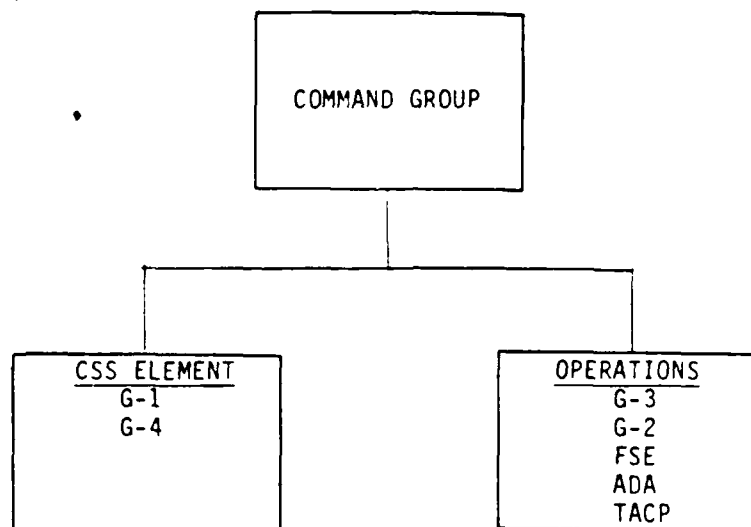 COMMAND GROUP
CSS ELEMENT
G-1
G-4
OPERATIONS
G-3
G-2
FSE
ADA
TACP